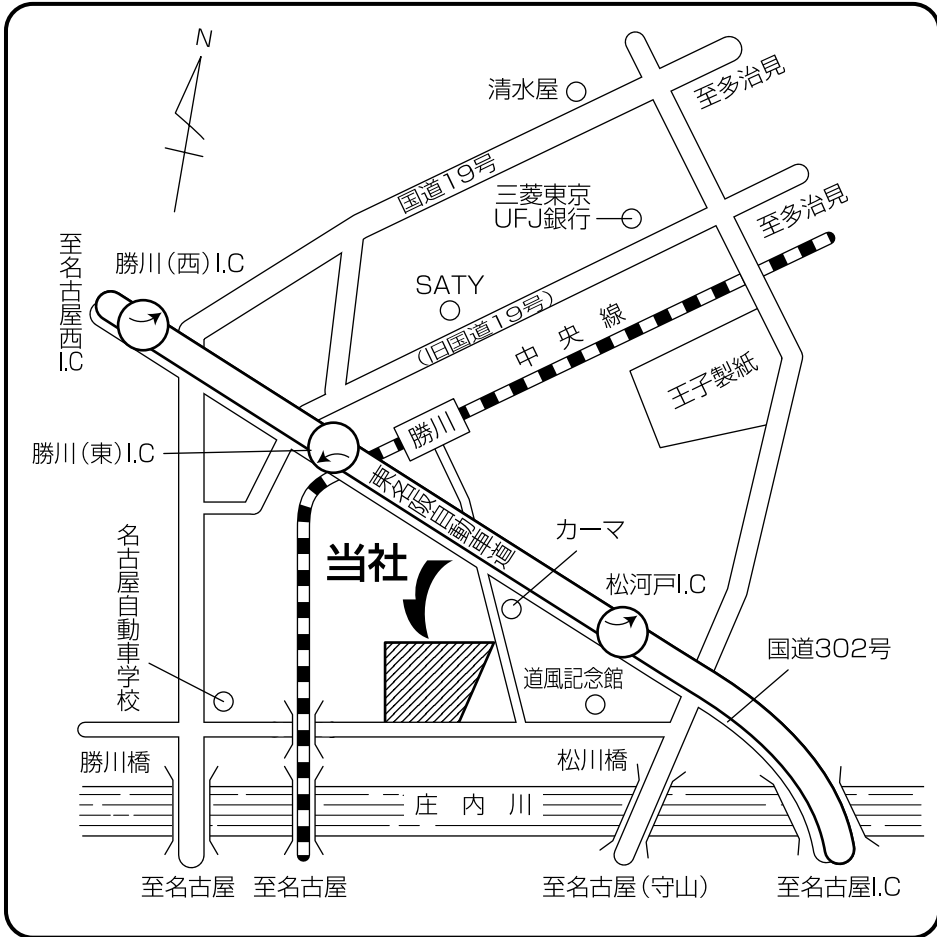 N
清水屋
至多治見
国道19号
三菱東京
UFJ銀行
至多治見
至名古屋西I.C
勝川(西)I.C
SATY
(旧国道19号)
中央線
王子製紙
勝川
勝川(東)I.C
東名阪自動車道
名古屋自動車学校
当社
カーマ
松河戸I.C
国道302号
道風記念館
勝川橋
松川橋
庄内川
至名古屋
至名古屋
至名古屋(守山)
至名古屋I.C